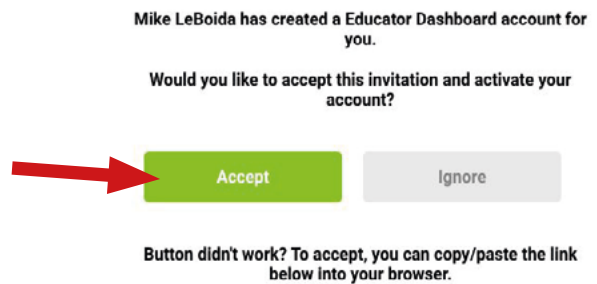 Mike LeBoida has created a Educator Dashboard account for
you.
Would you like to accept this invitation and activate your
account?
Accept
Ignore
Button didn't work? To accept, you can copy/paste the link
below into your browser.